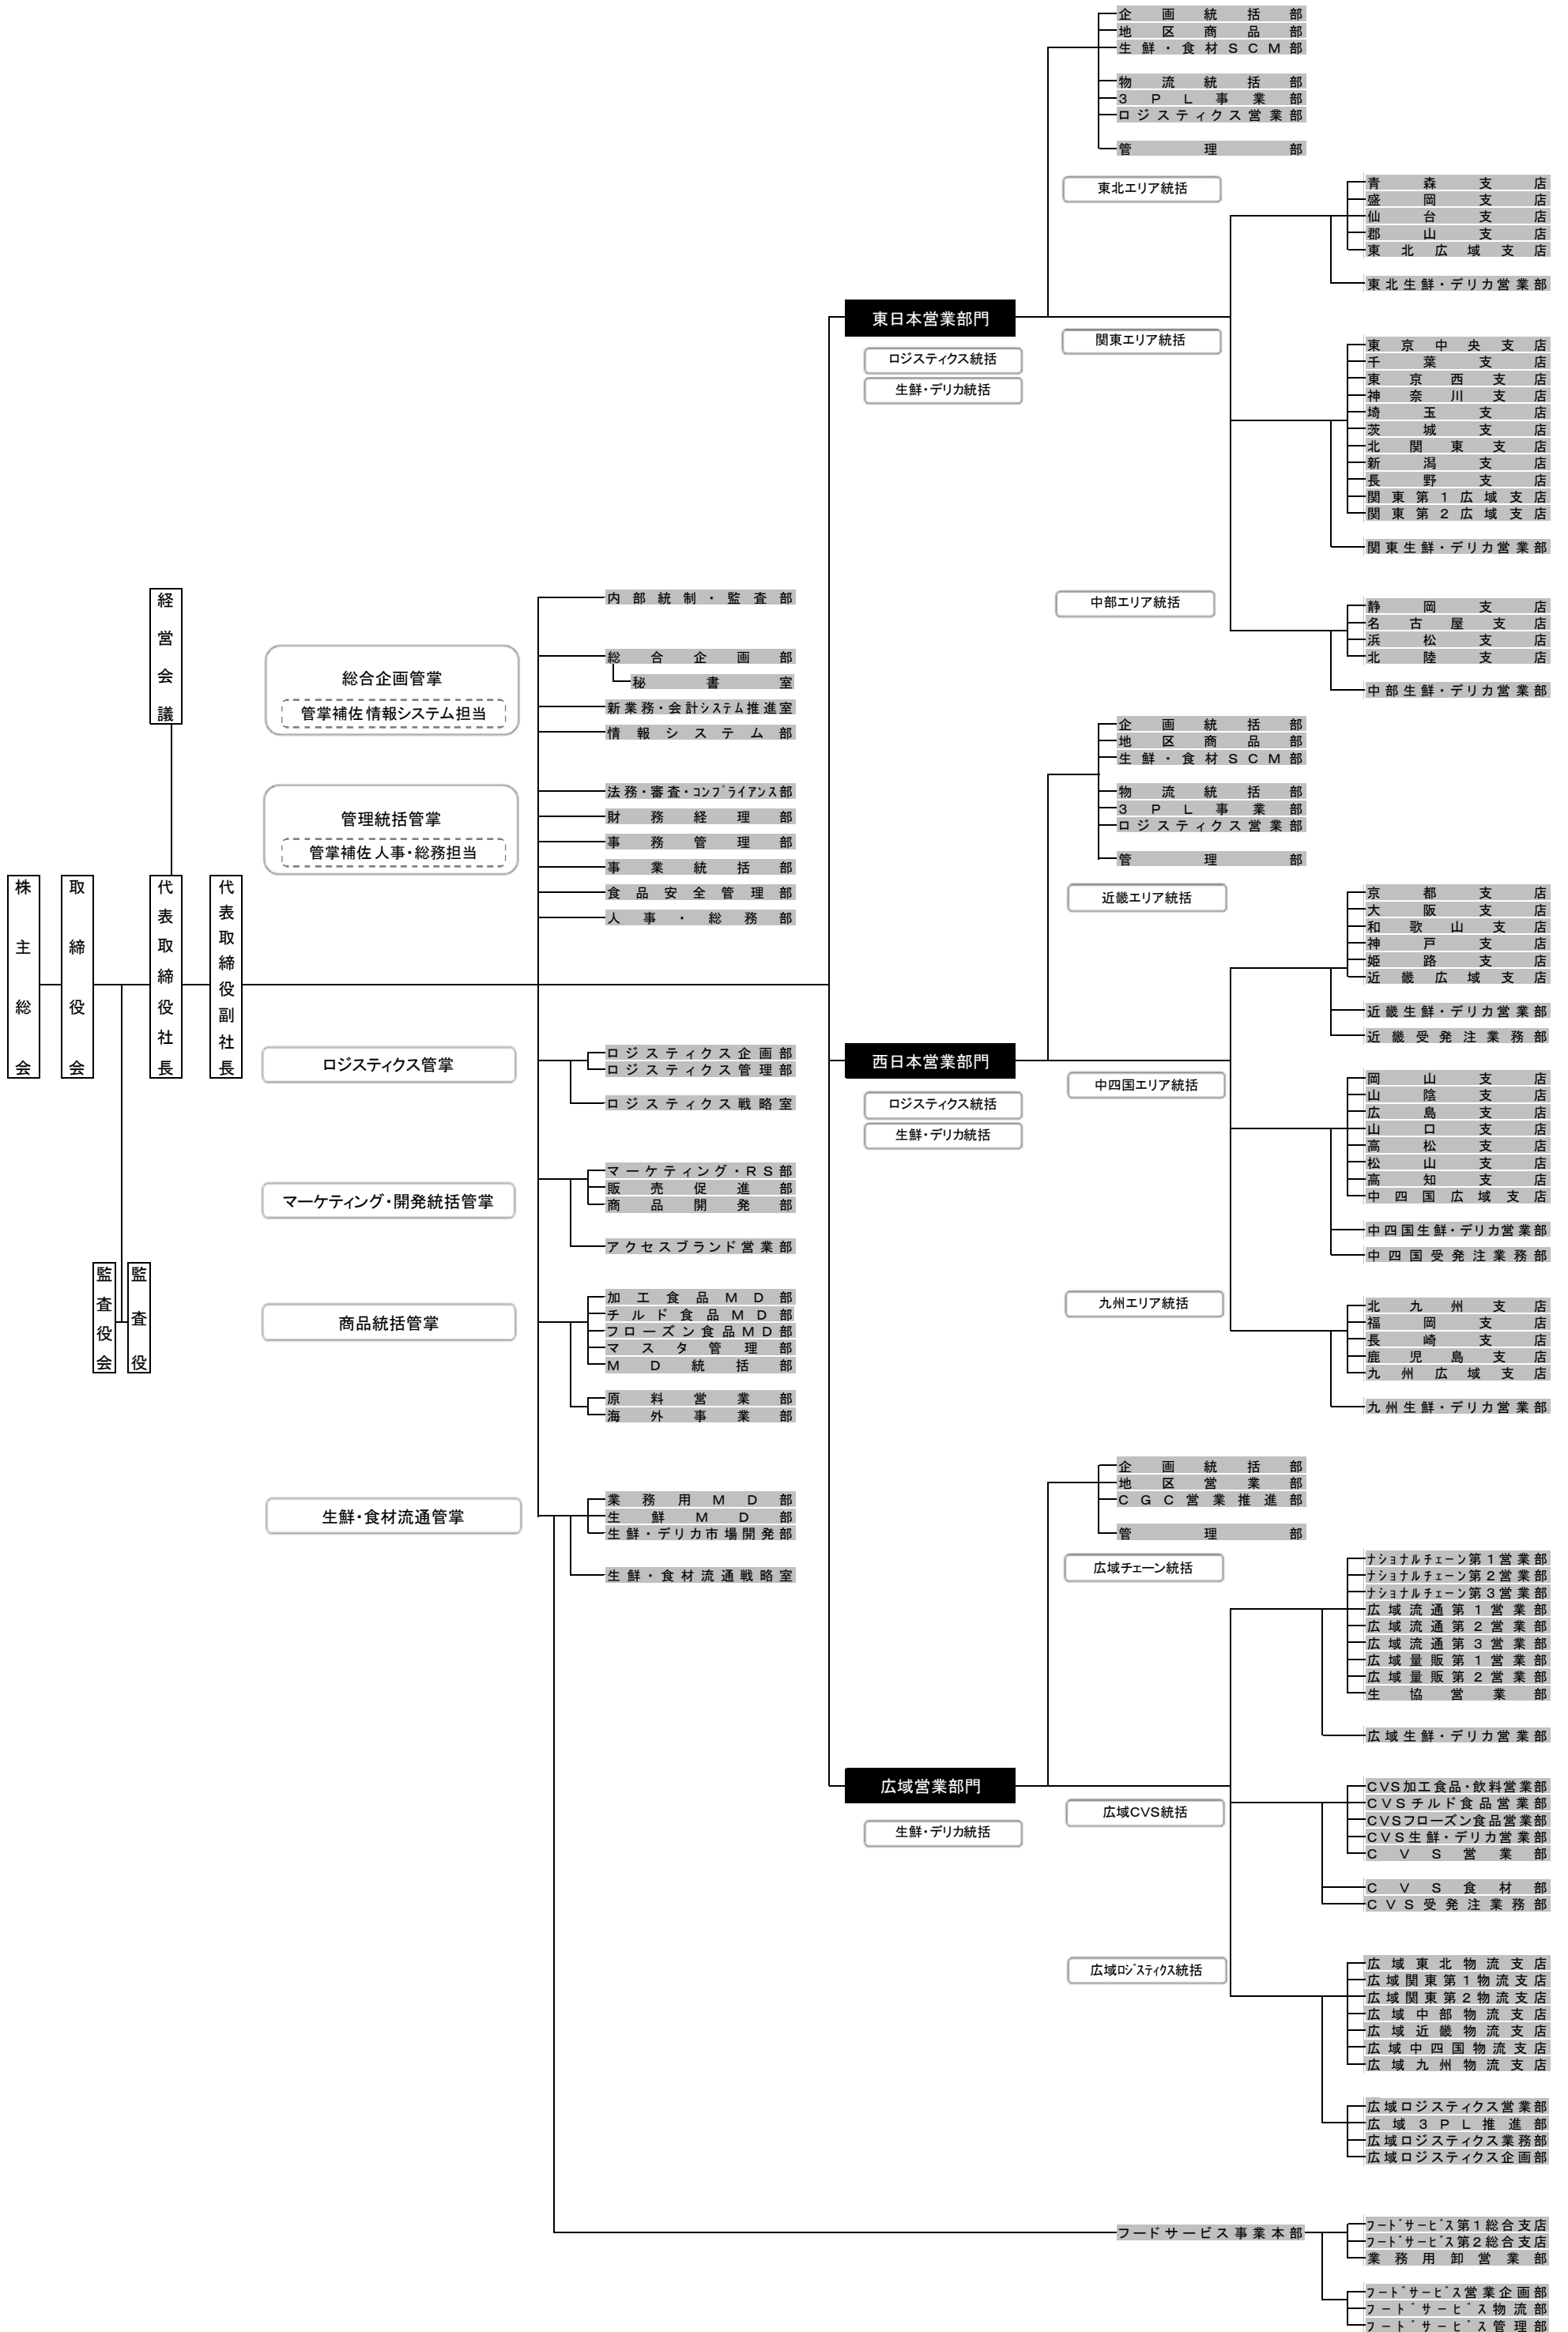 株主総会
取締役会
経営会議
代表取締役社長
代表取締役副社長
監査役会
監査役
総合企画管掌
管掌補佐 情報システム担当
管理統括管掌
管掌補佐 人事・総務担当
ロジスティクス管掌
マーケティング・開発統括管掌
商品統括管掌
生鮮・食材流通管掌
内部統制・監査部
総合企画部
秘書室
新業務・会計システム推進室
情報システム部
法務・審査・コンプライアンス部
財務経理部
事務管理部
事業統括部
食品安全管理部
人事・総務部
ロジスティクス企画部
ロジスティクス管理部
ロジスティクス戦略室
マーケティング・RS部
販売促進部
商品開発部
アクセスブランド営業部
加工食品MD部
チルド食品MD部
フローズン食品MD部
マスタ管理部
MD統括部
原料営業部
海外事業部
業務用MD部
生鮮MD部
生鮮・デリカ市場開発部
生鮮・食材流通戦略室
東日本営業部門
ロジスティクス統括
生鮮・デリカ統括
企画統括部
地区商品部
生鮮・食材SCM部
物流統括部
3PL事業部
ロジスティクス営業部
管理部
東北エリア統括
青森支店
盛岡支店
仙台支店
郡山支店
東北広域支店
東北生鮮・デリカ営業部
関東エリア統括
東京中央支店
千葉支店
東京西支店
神奈川支店
埼玉支店
茨城支店
北関東支店
新潟支店
長野支店
関東第1広域支店
関東第2広域支店
関東生鮮・デリカ営業部
中部エリア統括
静岡支店
名古屋支店
浜松支店
北陸支店
中部生鮮・デリカ営業部
西日本営業部門
ロジスティクス統括
生鮮・デリカ統括
企画統括部
地区商品部
生鮮・食材SCM部
物流統括部
3PL事業部
ロジスティクス営業部
管理部
近畿エリア統括
京都支店
大阪支店
和歌山支店
神戸支店
姫路支店
近畿広域支店
近畿生鮮・デリカ営業部
近畿受発注業務部
中四国エリア統括
岡山支店
山陰支店
広島支店
山口支店
高松支店
松山支店
高知支店
中四国広域支店
中四国生鮮・デリカ営業部
中四国受発注業務部
九州エリア統括
北九州支店
福岡支店
長崎支店
鹿児島支店
九州広域支店
九州生鮮・デリカ営業部
広域営業部門
生鮮・デリカ統括
企画統括部
地区営業部
CGC営業推進部
管理部
広域チェーン統括
ナショナルチェーン第1営業部
ナショナルチェーン第2営業部
ナショナルチェーン第3営業部
広域流通第1営業部
広域流通第2営業部
広域流通第3営業部
広域量販第1営業部
広域量販第2営業部
生協営業部
広域生鮮・デリカ営業部
広域CVS統括
CVS加工食品・飲料営業部
CVSチルド食品営業部
CVSフローズン食品営業部
CVS生鮮・デリカ営業部
CVS営業部
CVS食材部
CVS受発注業務部
広域ロジスティクス統括
広域東北物流支店
広域関東第1物流支店
広域関東第2物流支店
広域中部物流支店
広域近畿物流支店
広域中四国物流支店
広域九州物流支店
広域ロジスティクス営業部
広域3PL推進部
広域ロジスティクス業務部
広域ロジスティクス企画部
フードサービス事業本部
フードサービス第1総合支店
フードサービス第2総合支店
業務用卸営業部
フードサービス営業企画部
フードサービス物流部
フードサービス管理部